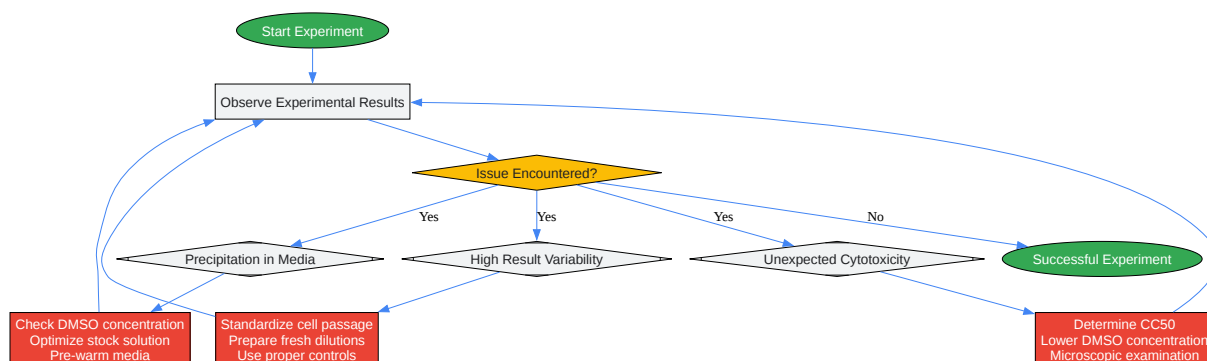 Start Experiment
Observe Experimental Results
Issue Encountered?
Yes
Yes
Yes
No
Precipitation in Media
High Result Variability
Unexpected Cytotoxicity
Successful Experiment
Check DMSO concentration
Optimize stock solution
Pre-warm media
Standardize cell passage
Prepare fresh dilutions
Use proper controls
Determine CC50
Lower DMSO concentration
Microscopic examination